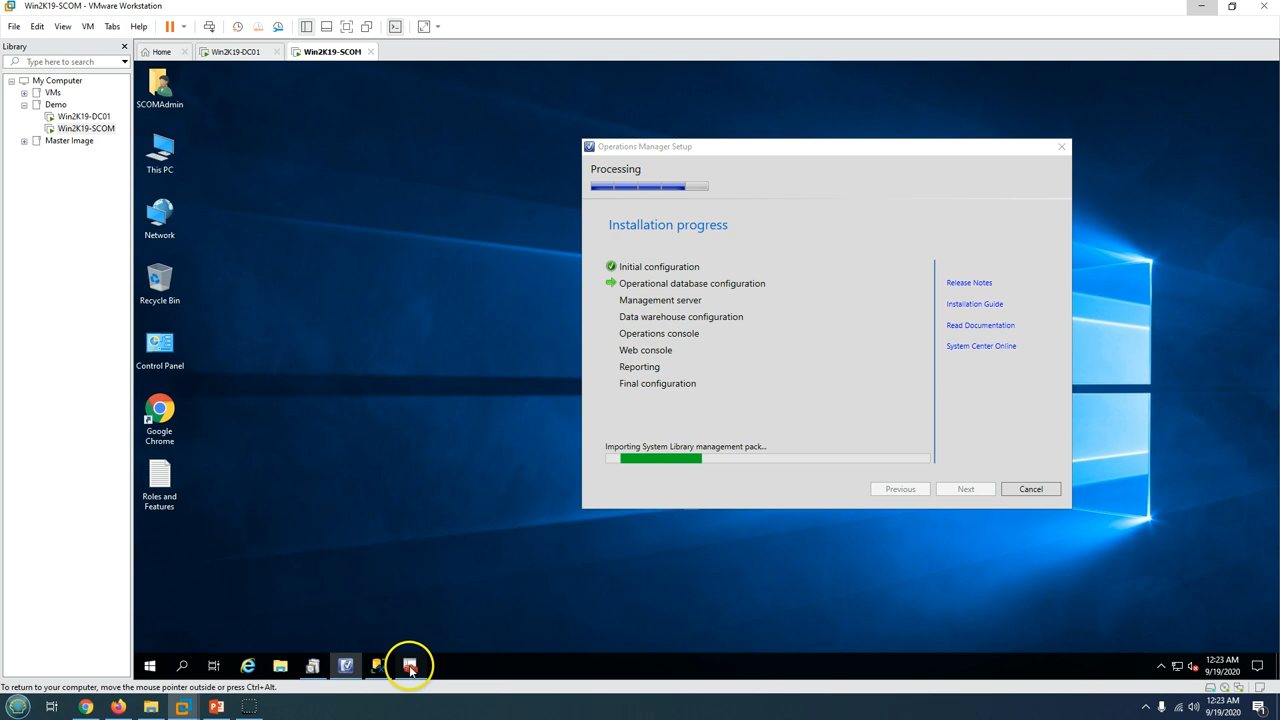 Win2K19-SCOM - VMware Workstation
File Edit View VM Tabs Help
Library
Type here to search
Home Win2K19-DC01 Win2K19-SCOM
My Computer
VMs
Demo
Win2K19-DC01
Win2K19-SCOM
Master Image
SCOMAdmin
This PC
Network
Recycle Bin
Control Panel
Google
Chrome
Roles and
Features
Operations Manager Setup
Processing
Installation progress
Initial configuration
Operational database configuration
Management server
Data warehouse configuration
Operations console
Web console
Reporting
Final configuration
Release Notes
Installation Guide
Read Documentation
System Center Online
Importing System Library management pack...
Previous Next Cancel
12:23 AM
9/19/2020
To return to your computer, move the mouse pointer outside or press Ctrl+Alt.
12:23 AM
9/19/2020